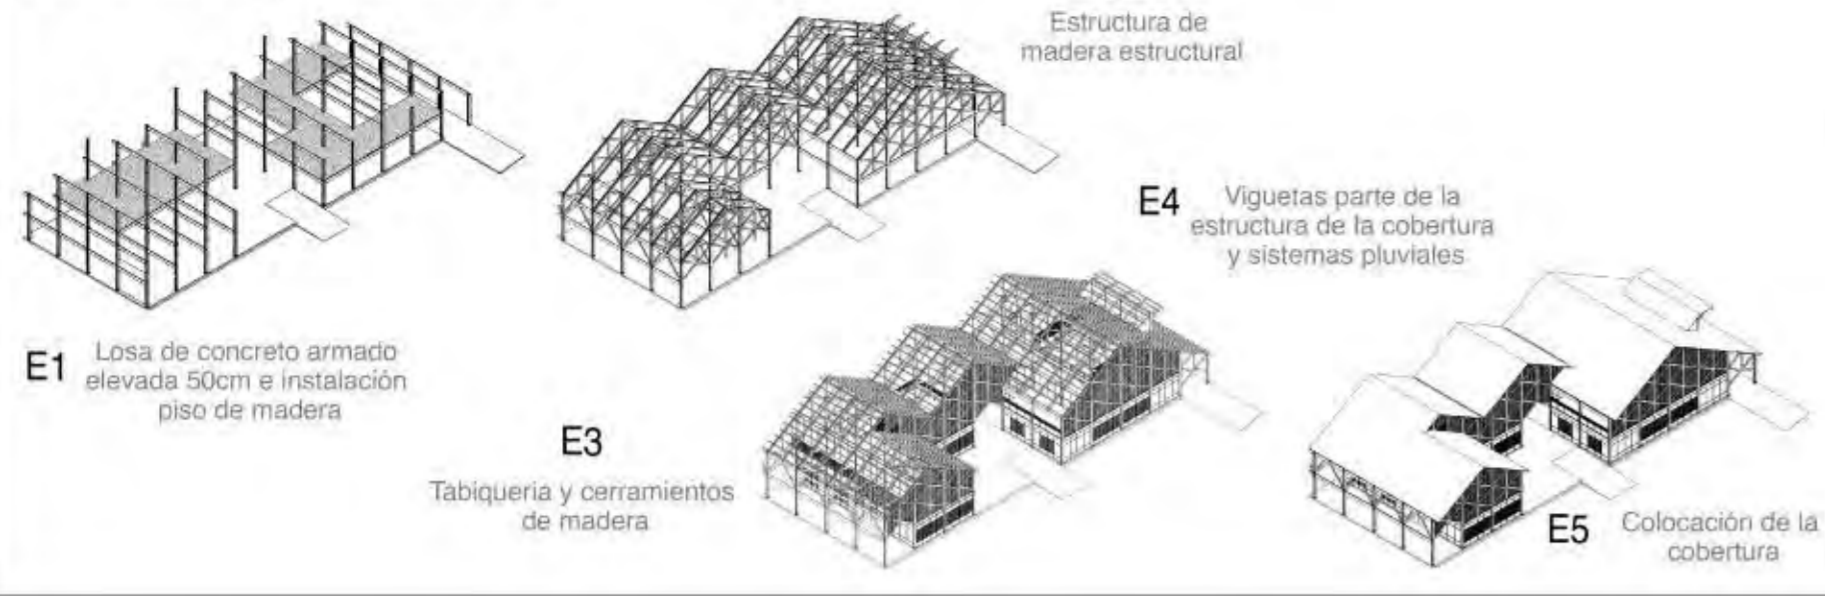 Estructura de
madera estructural
E4
Viguetas parte de la
estructura de la cobertura
y sistemas pluviales
E1
Losa de concreto armado
elevada 50cm e instalación
piso de madera
E3
Tabiqueria y cerramientos
de madera
E5
Colocación de la
cobertura